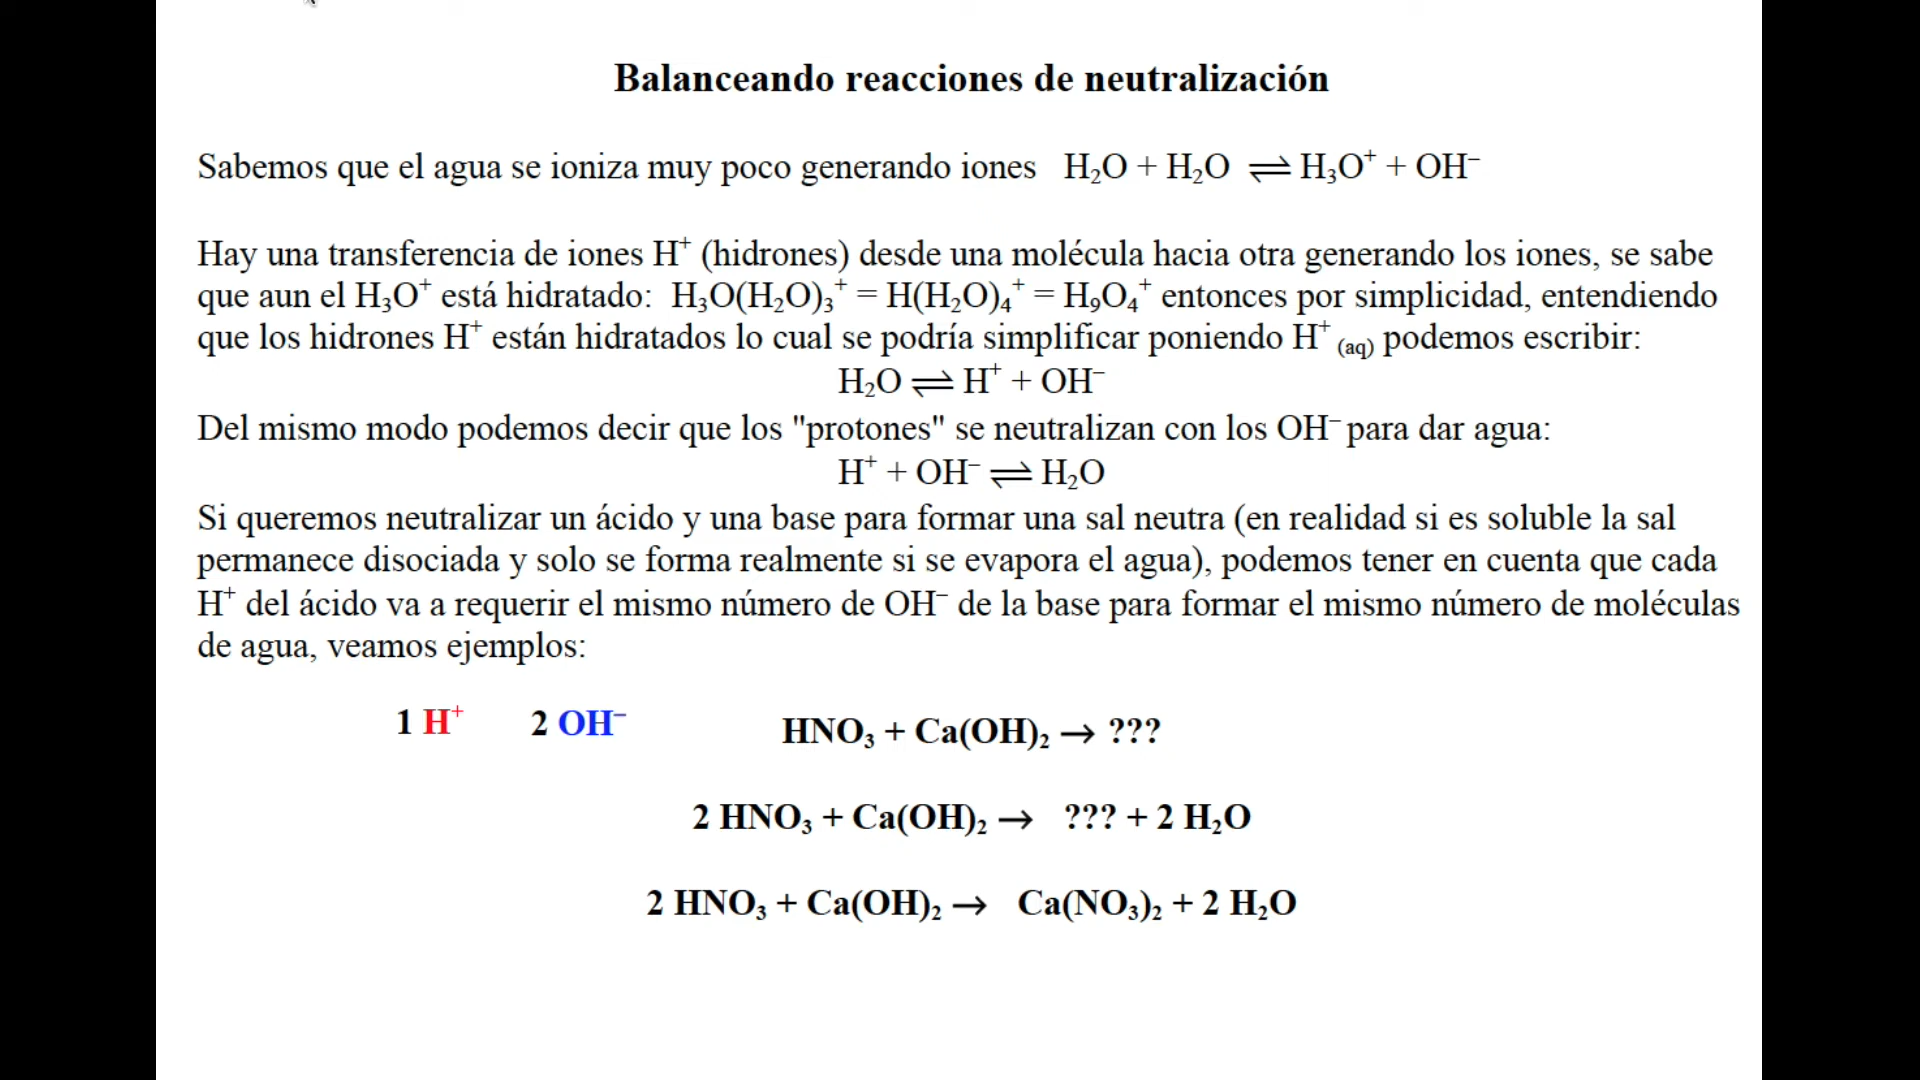 Balanceando reacciones de neutralización
Sabemos que el agua se ioniza muy poco generando iones H₂O + H₂O ⇌ H₃O⁺ + OH⁻
Hay una transferencia de iones H⁺ (hidrones) desde una molécula hacia otra generando los iones, se sabe
que aun el H₃O⁺ está hidratado: H₃O(H₂O)₃⁺ = H(H₂O)₄⁺ = H₉O₄⁺ entonces por simplicidad, entendiendo
que los hidrones H⁺ están hidratados lo cual se podría simplificar poniendo H⁺ (aq) podemos escribir:
H₂O ⇌ H⁺ + OH⁻
Del mismo modo podemos decir que los "protones" se neutralizan con los OH⁻ para dar agua:
H⁺ + OH⁻ ⇌ H₂O
Si queremos neutralizar un ácido y una base para formar una sal neutra (en realidad si es soluble la sal
permanece disociada y solo se forma realmente si se evapora el agua), podemos tener en cuenta que cada
H⁺ del ácido va a requerir el mismo número de OH⁻ de la base para formar el mismo número de moléculas
de agua, veamos ejemplos:
1 H⁺ 2 OH⁻ HNO₃ + Ca(OH)₂ → ???
2 HNO₃ + Ca(OH)₂ → ??? + 2 H₂O
2 HNO₃ + Ca(OH)₂ → Ca(NO₃)₂ + 2 H₂O